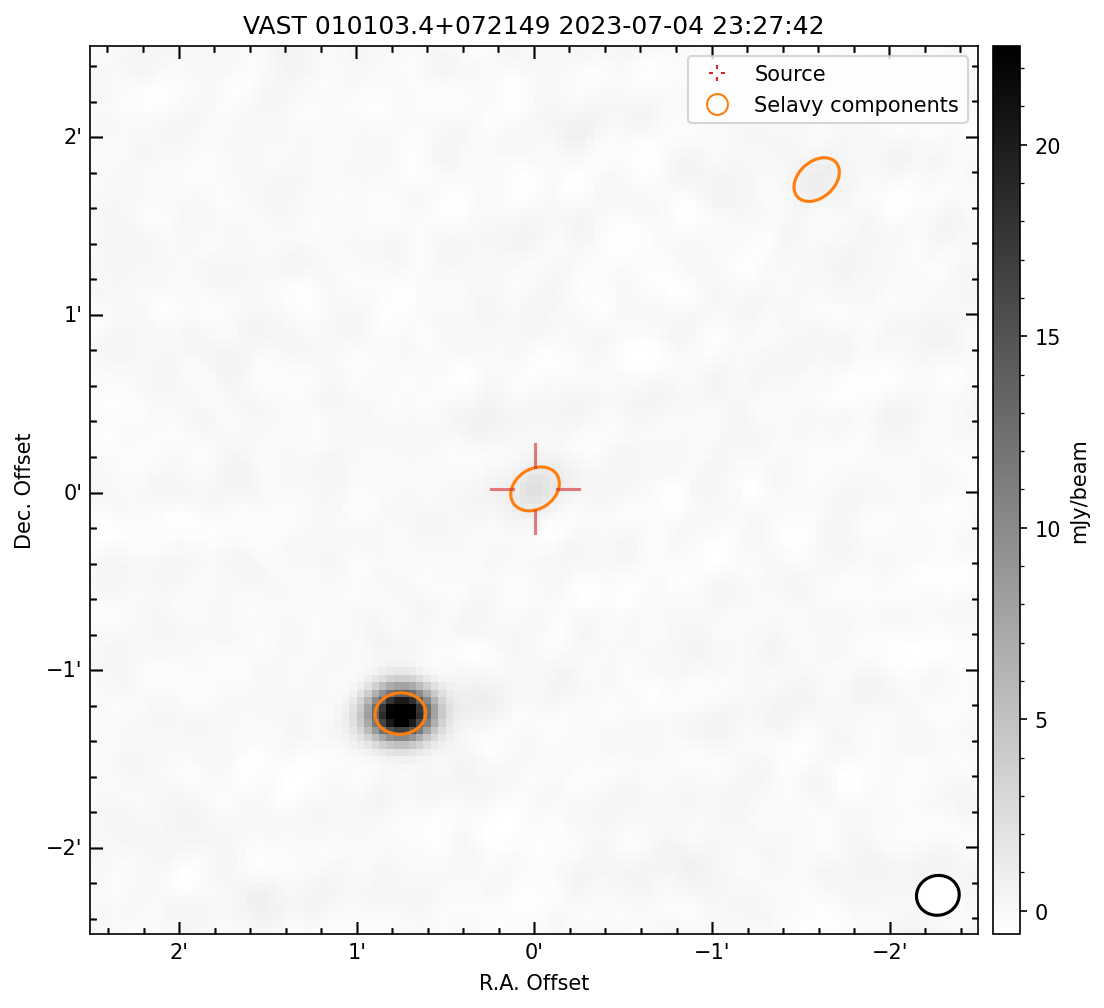 VAST 010103.4+072149 2023-07-04 23:27:42
Source
Selavy components
2'
1'
0'
−1'
−2'
Dec. Offset
2'
1'
0'
−1'
−2'
R.A. Offset
20
15
10
5
0
mJy/beam